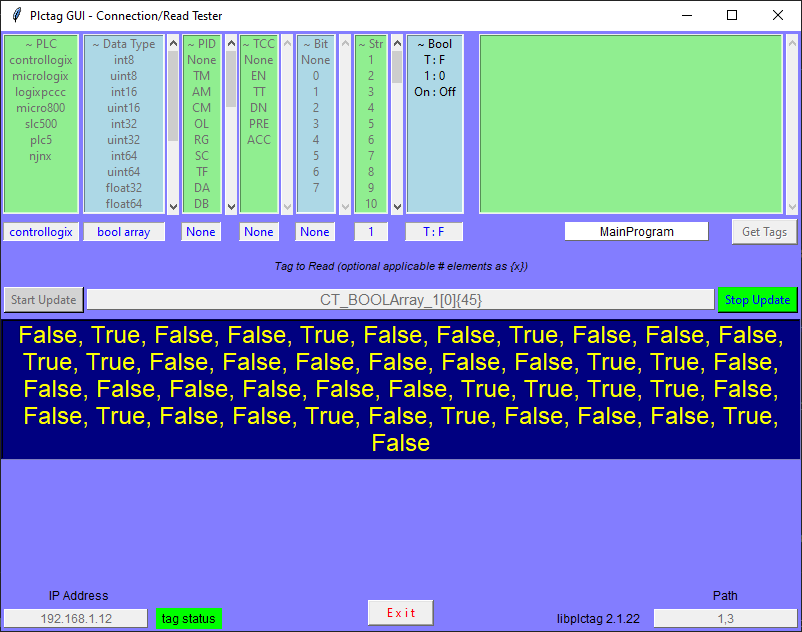 Plctag GUI - Connection/Read Tester
~ PLC
controllogix
micrologix
logixpccc
micro800
slc500
plc5
njnx
~ Data Type
int8
uint8
int16
uint16
int32
uint32
int64
uint64
float32
float64
~ PID
None
TM
AM
CM
OL
RG
SC
TF
DA
DB
~ TCC
None
EN
TT
DN
PRE
ACC
~ Bit
None
0
1
2
3
4
5
6
7
~ Str
1
2
3
4
5
6
7
8
9
10
~ Bool
T : F
1 : 0
On : Off
controllogix
bool array
None
None
None
1
T : F
MainProgram
Get Tags
Tag to Read (optional applicable # elements as {x})
Start Update
CT_BOOLArray_1[0]{45}
Stop Update
False, True, False, False, True, False, False, True, False, False, False,
True, True, False, False, False, False, False, False, True, True, False,
False, False, False, False, False, False, True, True, True, True, False,
False, True, False, False, True, False, True, False, False, False, True,
False
IP Address
192.168.1.12
tag status
E x i t
libplctag 2.1.22
Path
1,3